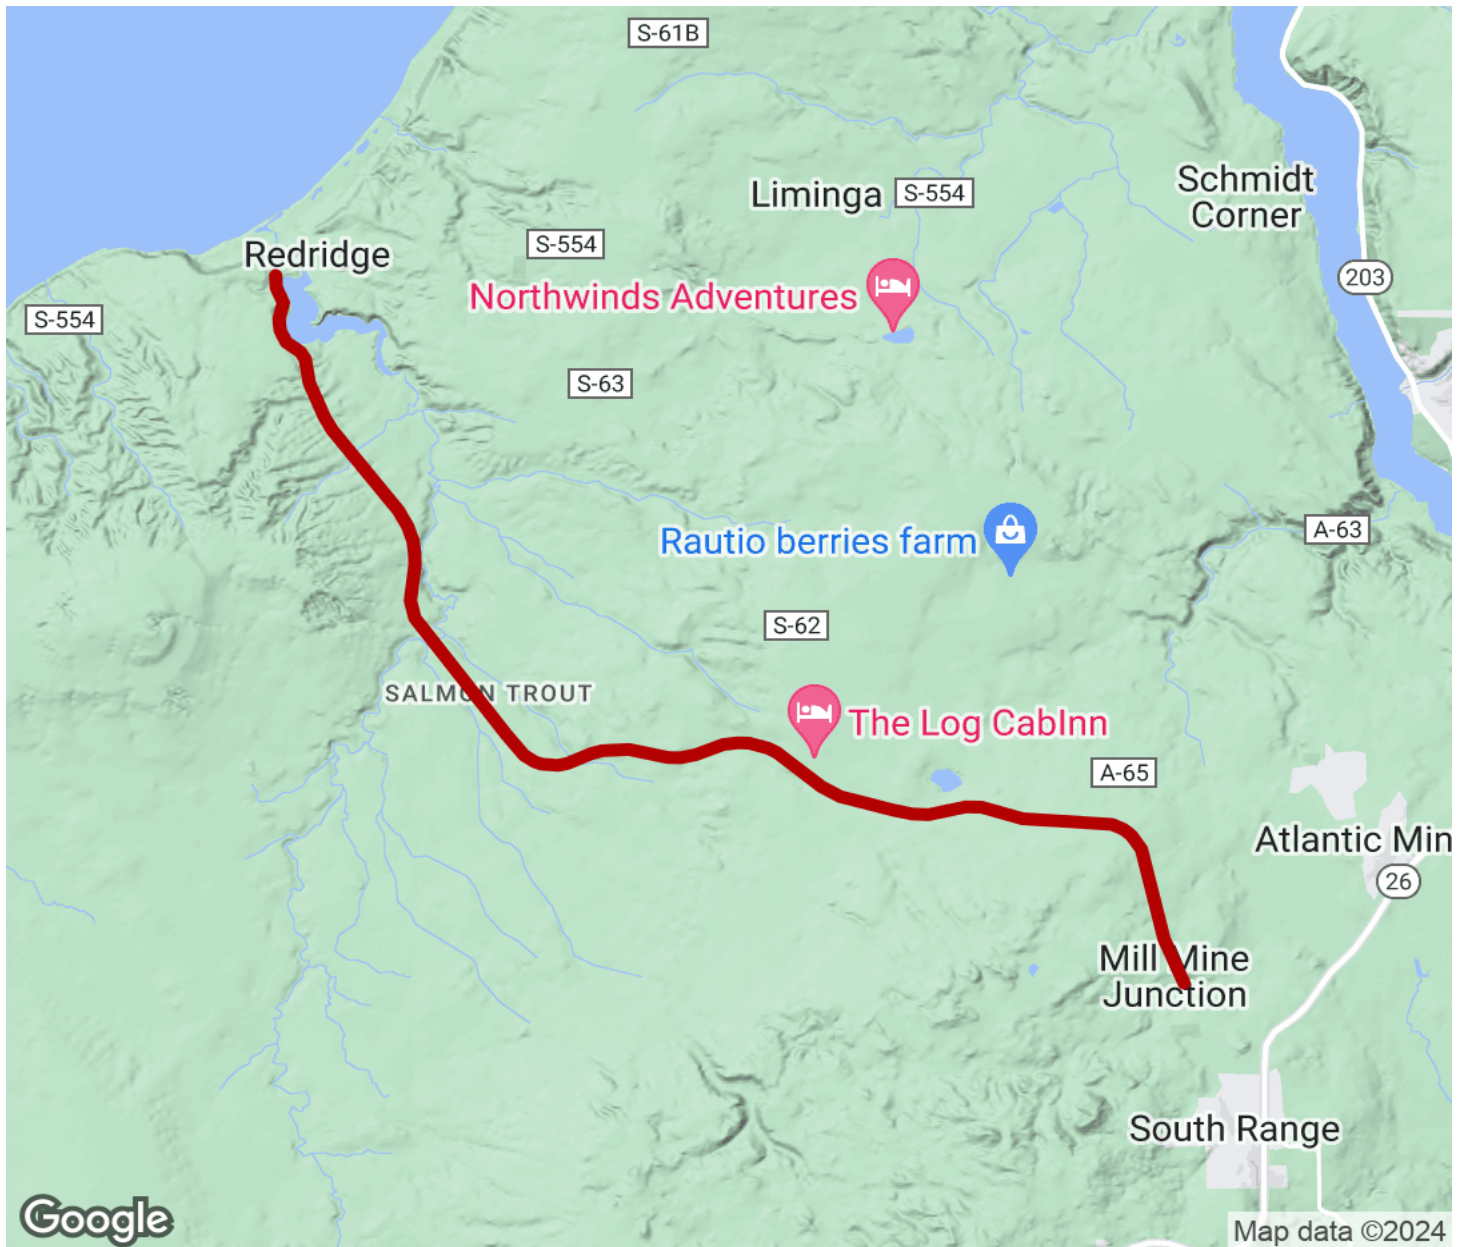 S-61B
Schmidt
Corner
Liminga
S-554
S-554
Redridge
203
Northwinds Adventures
S-554
S-63
A-63
Rautio berries farm
S-62
SALMON TROUT
The Log CabInn
A-65
Atlantic Min
26
Mill Mine
Junction
South Range
Google
Map data ©2024